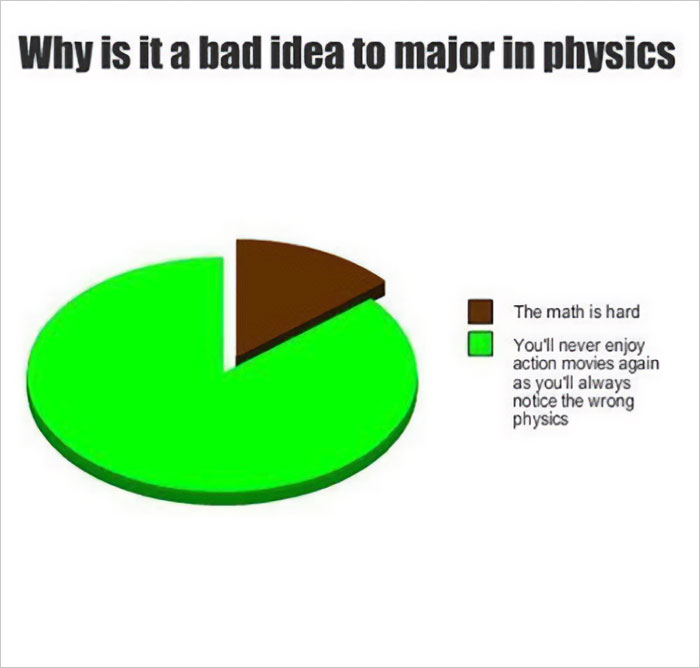 Why is it a bad idea to major in physics
The math is hard
You'll never enjoy
action movies again
as you'll always
notice the wrong
physics